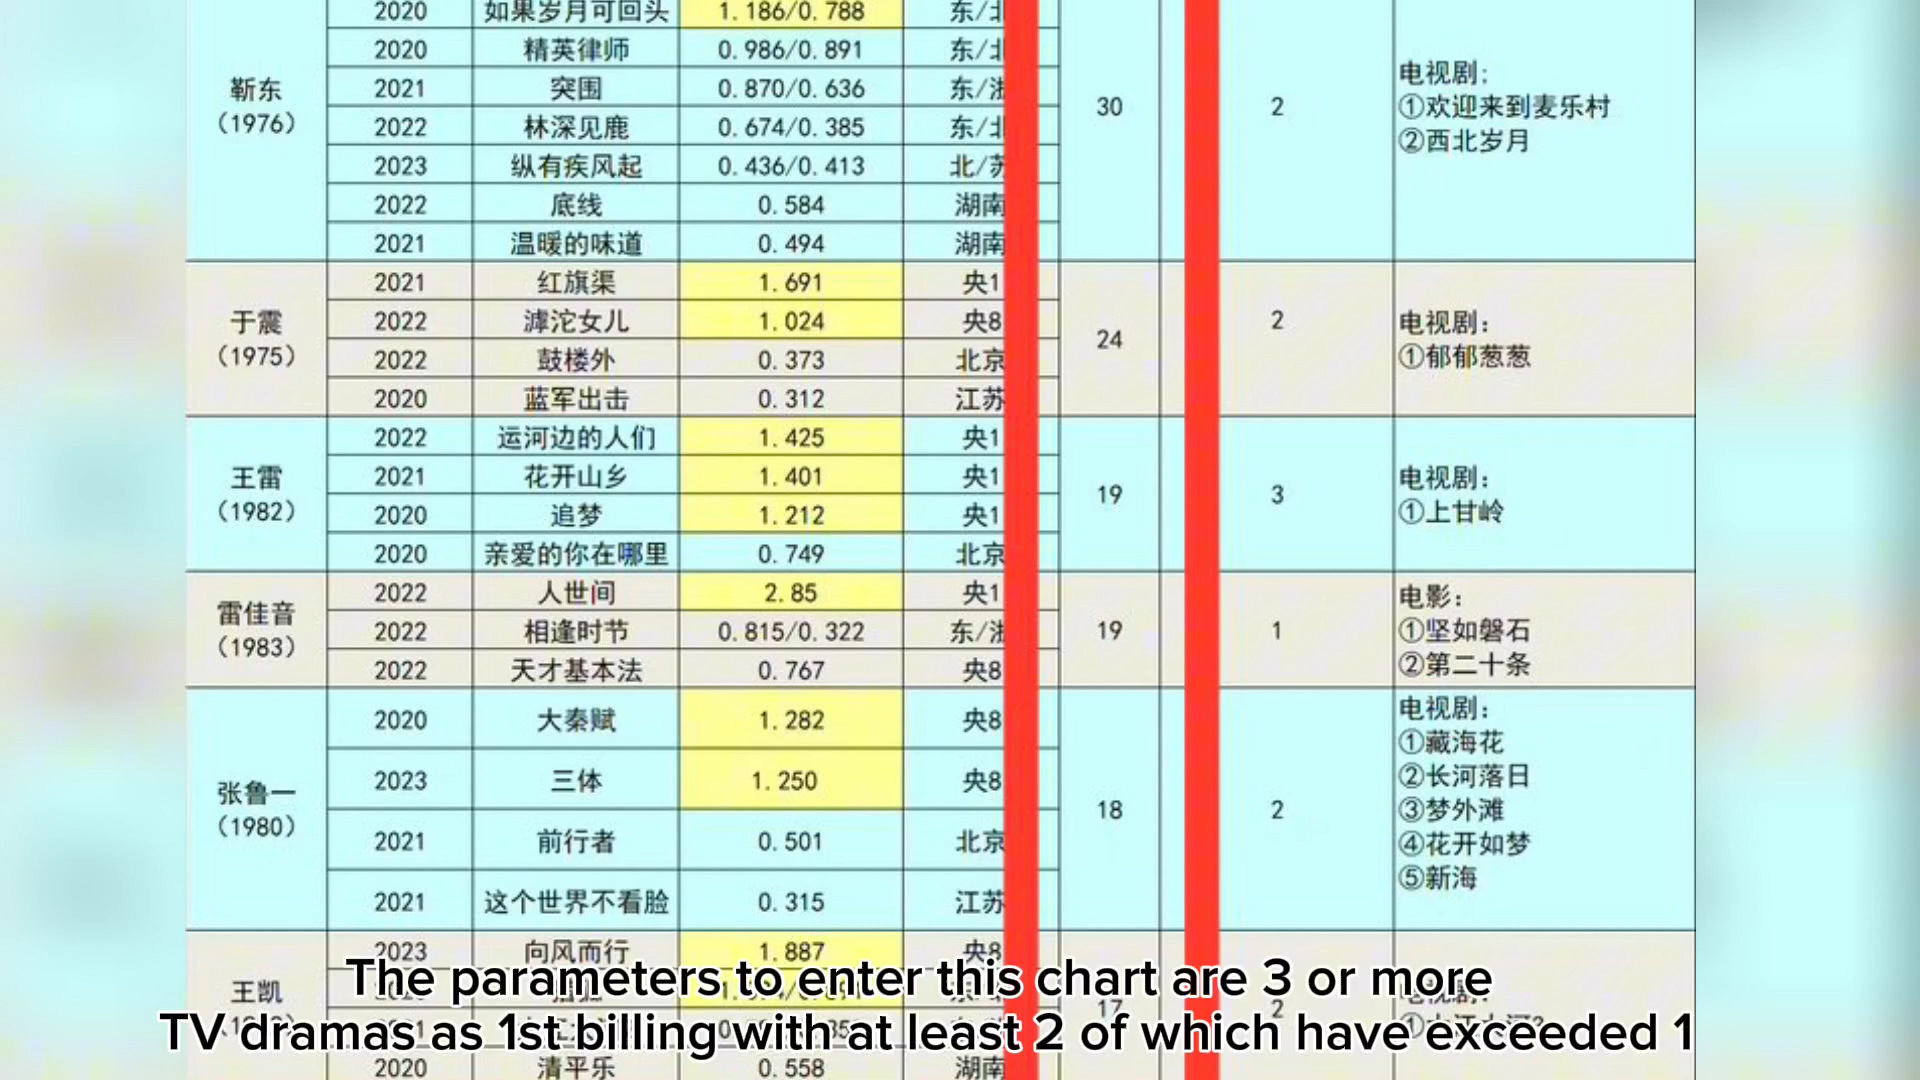 2020 如果岁月可回头 1.186/0.788 东/北
靳东
(1976)
2020 精英律师 0.986/0.891 东/北
2021 突围 0.870/0.636 东/浙
2022 林深见鹿 0.674/0.385 东/北
2023 纵有疾风起 0.436/0.413 北/苏
2022 底线 0.584 湖南
2021 温暖的味道 0.494 湖南
30 2
电视剧:
①欢迎来到麦乐村
②西北岁月
于震
(1975)
2021 红旗渠 1.691 央1
2022 滹沱女儿 1.024 央8
2022 鼓楼外 0.373 北京
2020 蓝军出击 0.312 江苏
24 2
电视剧:
①郁郁葱葱
王雷
(1982)
2022 运河边的人们 1.425 央1
2021 花开山乡 1.401 央1
2020 追梦 1.212 央1
2020 亲爱的你在哪里 0.749 北京
19 3
电视剧:
①上甘岭
雷佳音
(1983)
2022 人世间 2.85 央1
2022 相逢时节 0.815/0.322 东/浙
2022 天才基本法 0.767 央8
19 1
电影:
①坚如磐石
②第二十条
张鲁一
(1980)
2020 大秦赋 1.282 央8
2023 三体 1.250 央8
2021 前行者 0.501 北京
2021 这个世界不看脸 0.315 江苏
18 2
电视剧:
①藏海花
②长河落日
③梦外滩
④花开如梦
⑤新海
王凯
2023 向风而行 1.887 央8
17 2
2020 清平乐 0.558 湖南
The parameters to enter this chart are 3 or more
TV dramas as 1st billing with at least 2 of which have exceeded 1